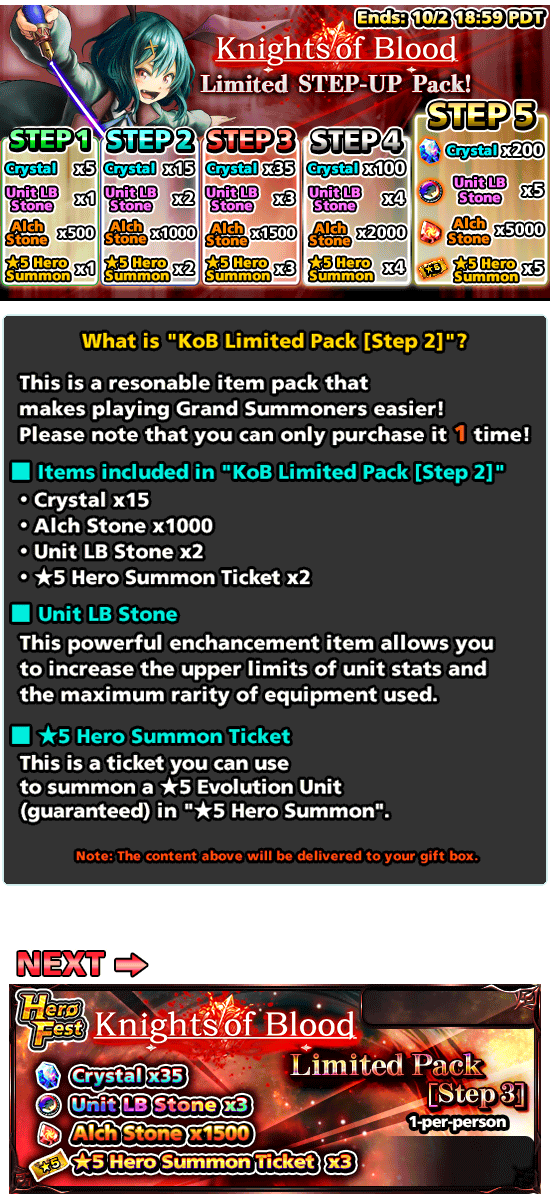 Ends: 10/2 18:59 PDT
Knights of Blood
Limited STEP-UP Pack!
STEP 1
Crystal x5
Unit LB Stone x1
Alch Stone x500
★5 Hero Summon x1
STEP 2
Crystal x15
Unit LB Stone x2
Alch Stone x1000
★5 Hero Summon x2
STEP 3
Crystal x35
Unit LB Stone x3
Alch Stone x1500
★5 Hero Summon x3
STEP 4
Crystal x100
Unit LB Stone x4
Alch Stone x2000
★5 Hero Summon x4
STEP 5
Crystal x200
Unit LB Stone x5
Alch Stone x5000
★5 Hero Summon x5
What is "KoB Limited Pack [Step 2]"?
This is a resonable item pack that
makes playing Grand Summoners easier!
Please note that you can only purchase it 1 time!
■ Items included in "KoB Limited Pack [Step 2]"
• Crystal x15
• Alch Stone x1000
• Unit LB Stone x2
• ★5 Hero Summon Ticket x2
■ Unit LB Stone
This powerful enchancement item allows you
to increase the upper limits of unit stats and
the maximum rarity of equipment used.
■ ★5 Hero Summon Ticket
This is a ticket you can use
to summon a ★5 Evolution Unit
(guaranteed) in "★5 Hero Summon".
Note: The content above will be delivered to your gift box.
NEXT ➡
Hero Fest
Knights of Blood
Limited Pack
[Step 3]
1-per-person
Crystal x35
Unit LB Stone x3
Alch Stone x1500
★5
★5 Hero Summon Ticket x3